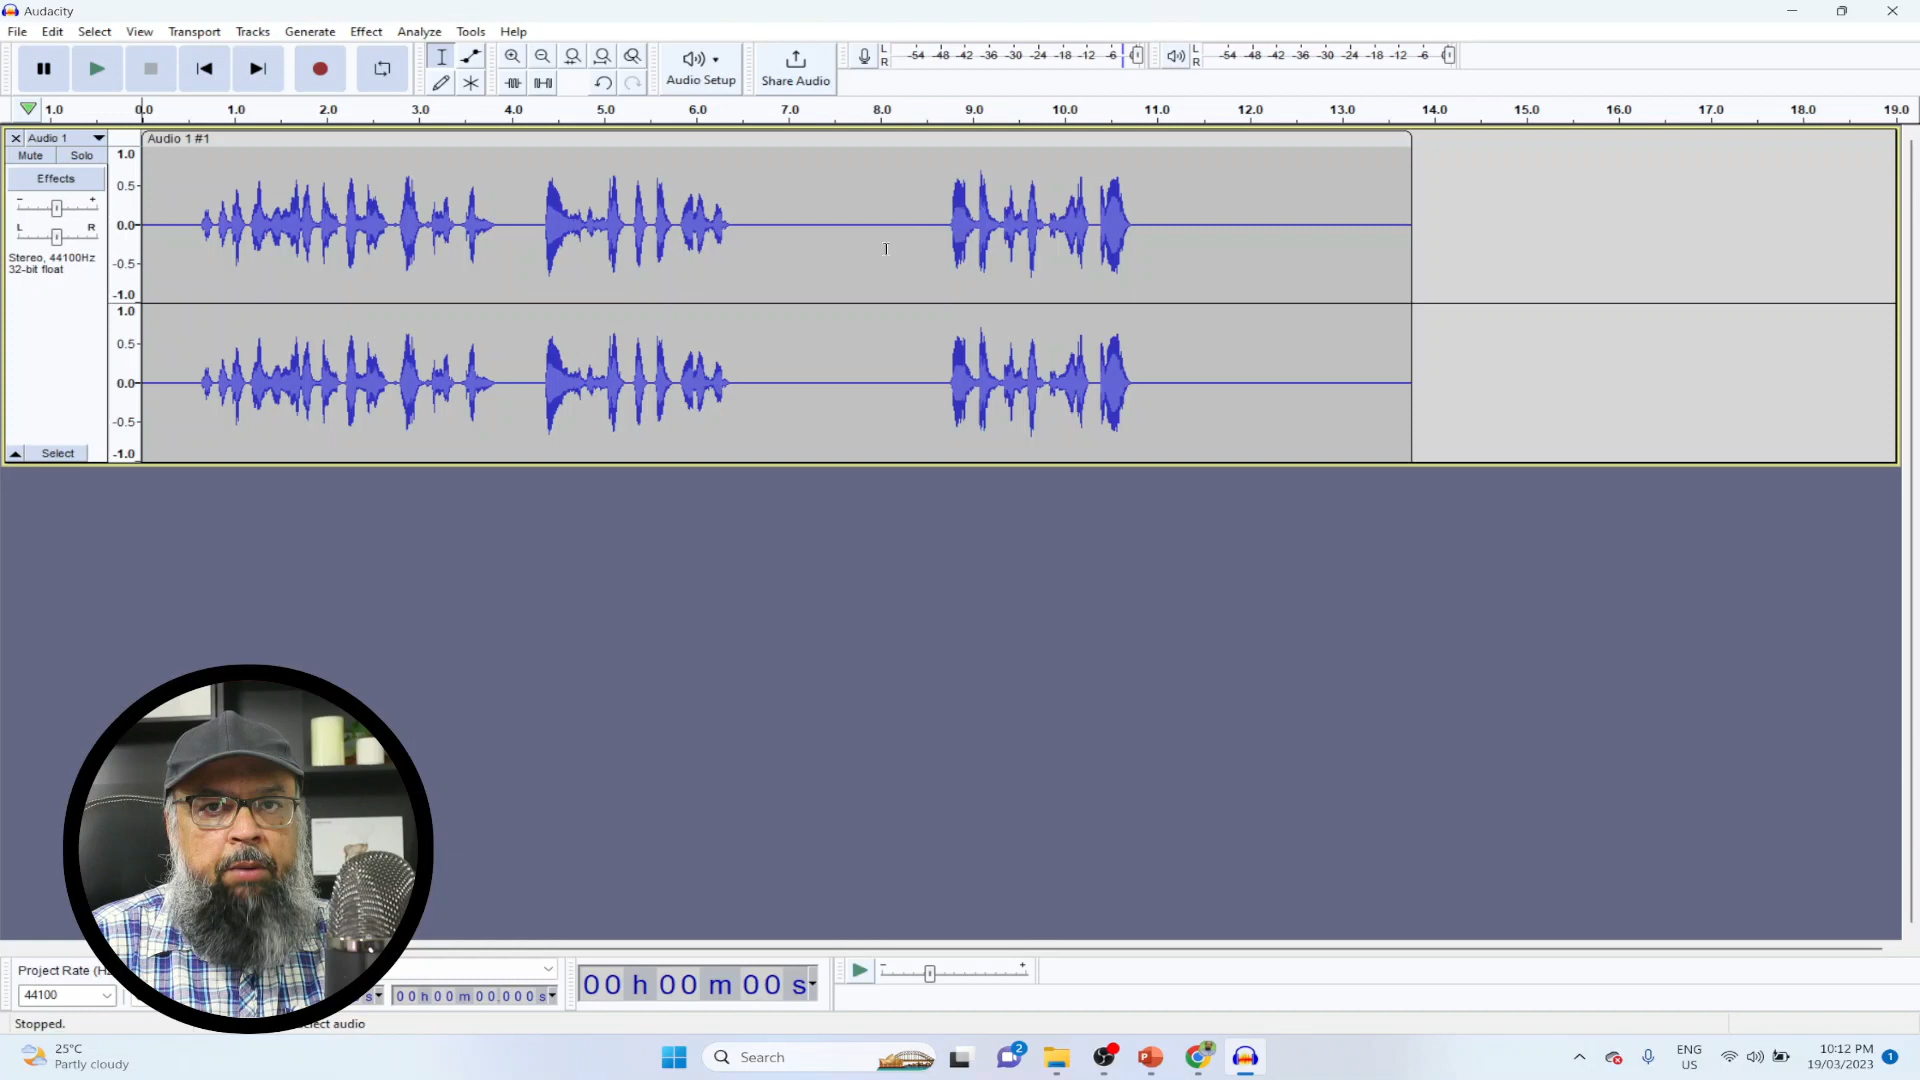 Audacity
File Edit Select View Transport Tracks Generate Effect Analyze Tools Help
Audio Setup
Share Audio
L
R
-54 -48 -42 -36 -30 -24 -18 -12 -6
L
R
-54 -48 -42 -36 -30 -24 -18 -12 -6
1.0 0.0 1.0 2.0 3.0 4.0 5.0 6.0 7.0 8.0 9.0 10.0 11.0 12.0 13.0 14.0 15.0 16.0 17.0 18.0 19.0
Audio 1
Audio 1 #1
Mute Solo
Effects
- +
L R
Stereo, 44100Hz
32-bit float
Select
1.0
0.5
0.0
-0.5
-1.0
1.0
0.5
0.0
-0.5
-1.0
Project Rate (H
44100
s
00 h 00 m 00.000 s
00 h 00 m 00 s
- +
Stopped.
elect audio
25°C
Partly cloudy
Search
2
ENG
US
10:12 PM
19/03/2023
1